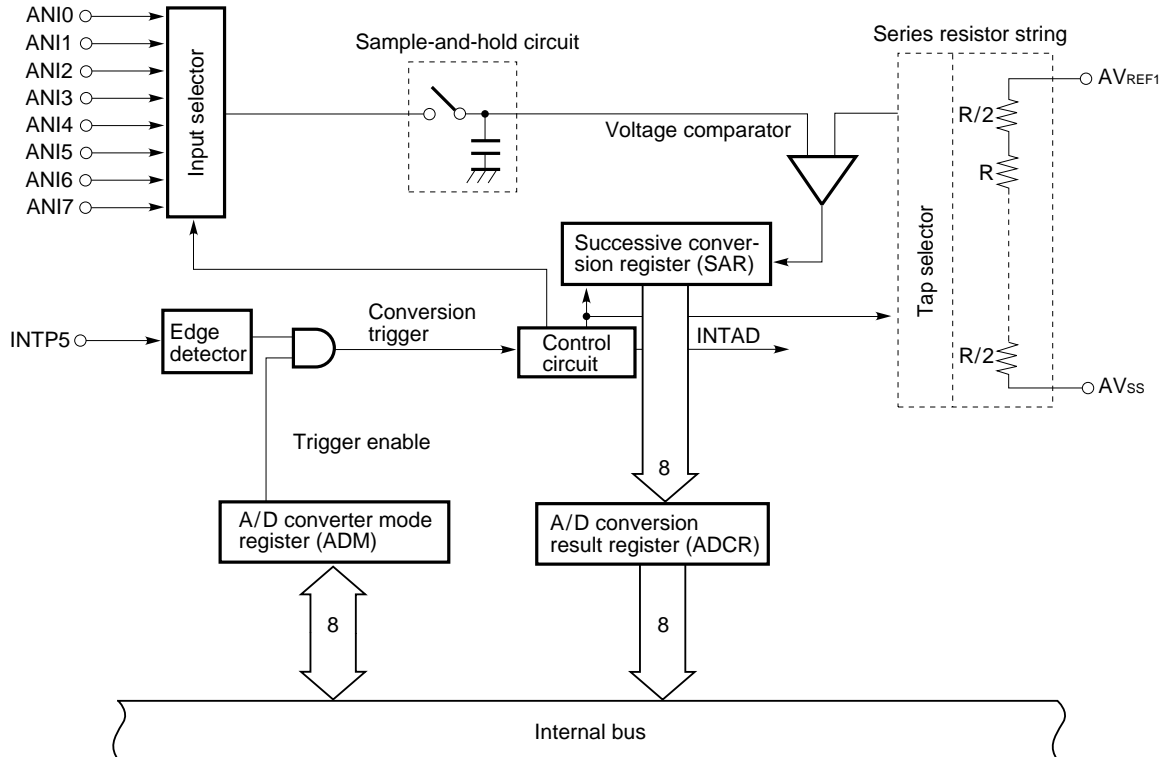 ANI0
ANI1
ANI2
ANI3
ANI4
ANI5
ANI6
ANI7
Input selector
Sample-and-hold circuit
Voltage comparator
Series resistor string
Tap selector
R/2
R
R/2
AVREF1
AVSS
Successive conver-
sion register (SAR)
INTP5
Edge
detector
Conversion
trigger
Control
circuit
INTAD
Trigger enable
8
A/D converter mode
register (ADM)
A/D conversion
result register (ADCR)
8
8
Internal bus